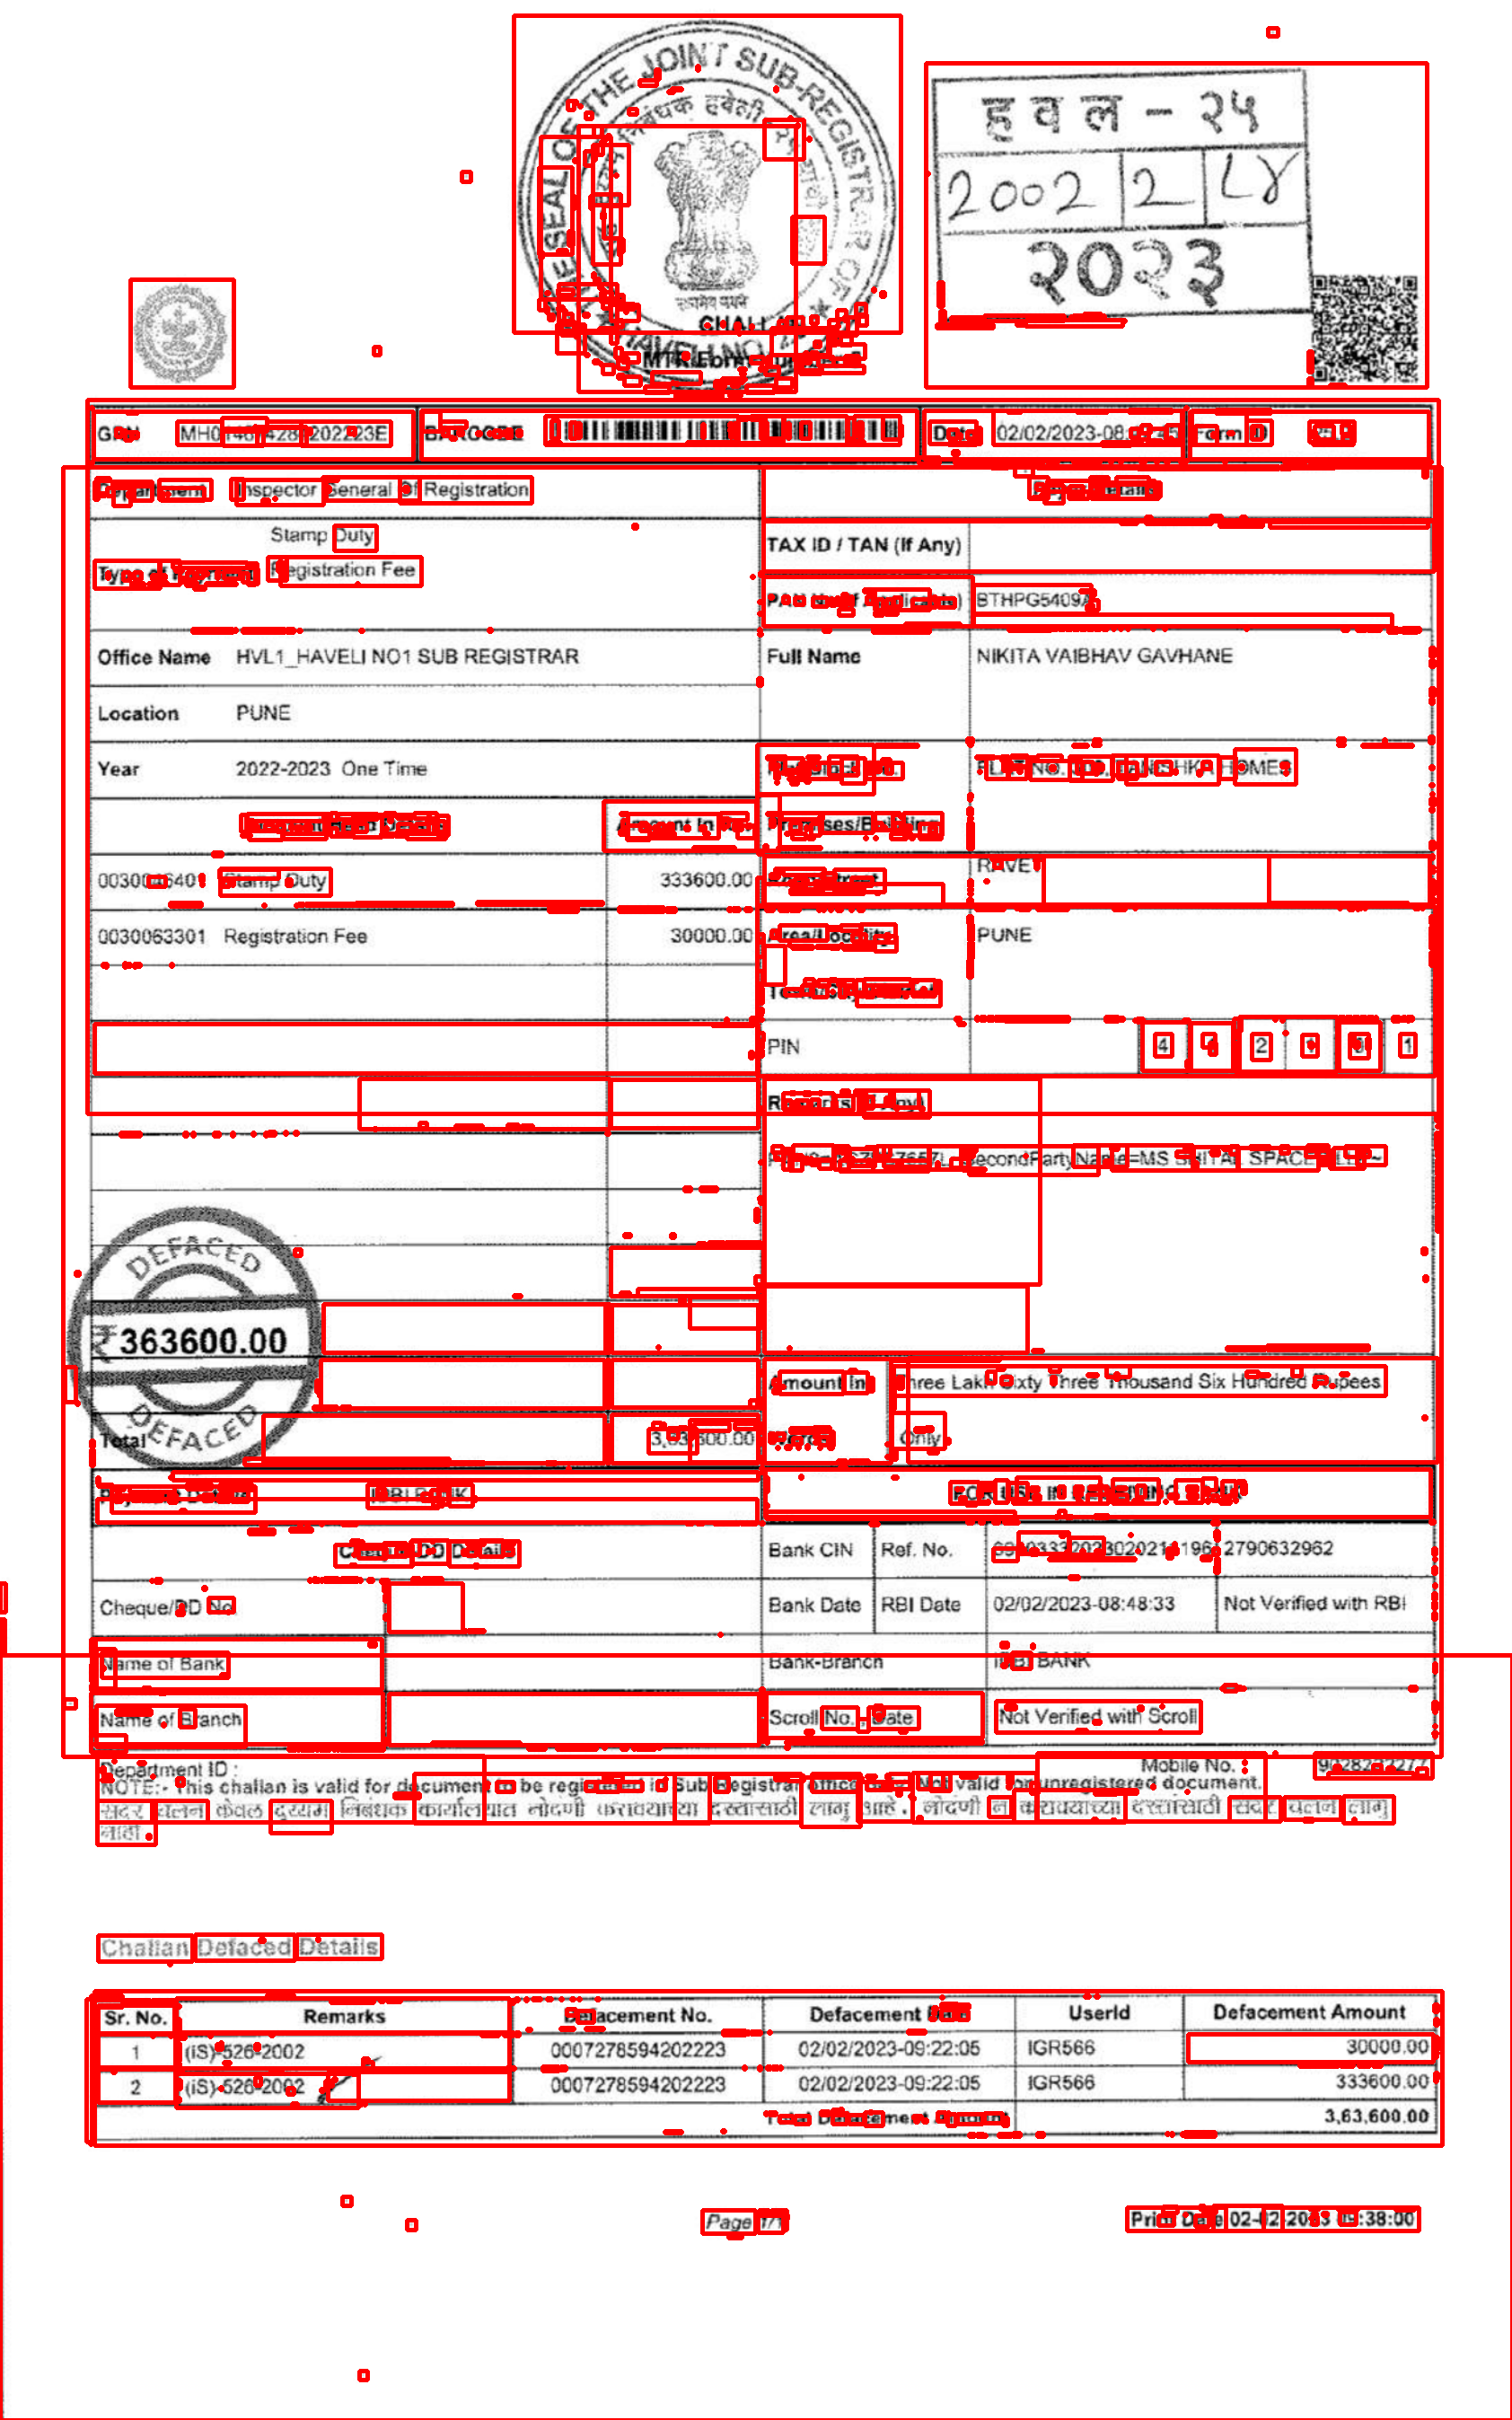 THE SEAL OF THE JOINT SUB-REGISTRAR OF
HAVELI NO
सत्यमेव जयते
हवल - २५
2002 2 LY
२०२३
CHALLAN
MTR Form
GRN BARCODE Date 02/02/2023-08: Form ID
Department Inspector General Of Registration Payer Details
Stamp Duty
Type of Payment Registration Fee
TAX ID / TAN (If Any)
PAN No.(If Applicable) BTHPG5409A
Office Name HVL1_HAVELI NO1 SUB REGISTRAR Full Name NIKITA VAIBHAV GAVHANE
Location PUNE
Year 2022-2023 One Time Flat/Block No. FLAT NO. HOMES
Account Head Details Amount In Rs. Premises/Building
0030046401 Stamp Duty 333600.00 Road/Street RAVET
0030063301 Registration Fee 30000.00 Area/Locality PUNE
Town/City/District
PIN 4 1 2 1 0 1
Remarks (If Any)
SecondPartyName=MS SHITAL SPACE
DEFACED
₹363600.00
DEFACED
Amount In Three Lakh Sixty Three Thousand Six Hundred Rupees
Total 3,63,600.00 Words Only
Payment Details IDBI BANK FOR USE IN RECEIVING BANK
Cheque-DD Details Bank CIN Ref. No. 2790632962
Cheque/DD No. Bank Date RBI Date 02/02/2023-08:48:33 Not Verified with RBI
Name of Bank Bank-Branch IDBI BANK
Name of Branch Scroll No. , Date Not Verified with Scroll
Department ID : Mobile No. :
NOTE:- This challan is valid for document to be registered in Sub Registrar office only. Not valid for unregistered document.
सदर चलन केवळ दुय्यम निबंधक कार्यालयात नोंदणी करावयाच्या दस्तासाठी लागु आहे. नोंदणी न करावयाच्या दस्तांसाठी सदर चलन लागु
नाही.
Challan Defaced Details
Sr. No. Remarks Defacement No. Defacement Date UserId Defacement Amount
1 (iS)-526-2002 0007278594202223 02/02/2023-09:22:05 IGR566 30000.00
2 (iS)-526-2002 0007278594202223 02/02/2023-09:22:05 IGR566 333600.00
Total Defacement Amount 3,63,600.00
Page 1/1 Print Date 02-02-2023 09:38:00